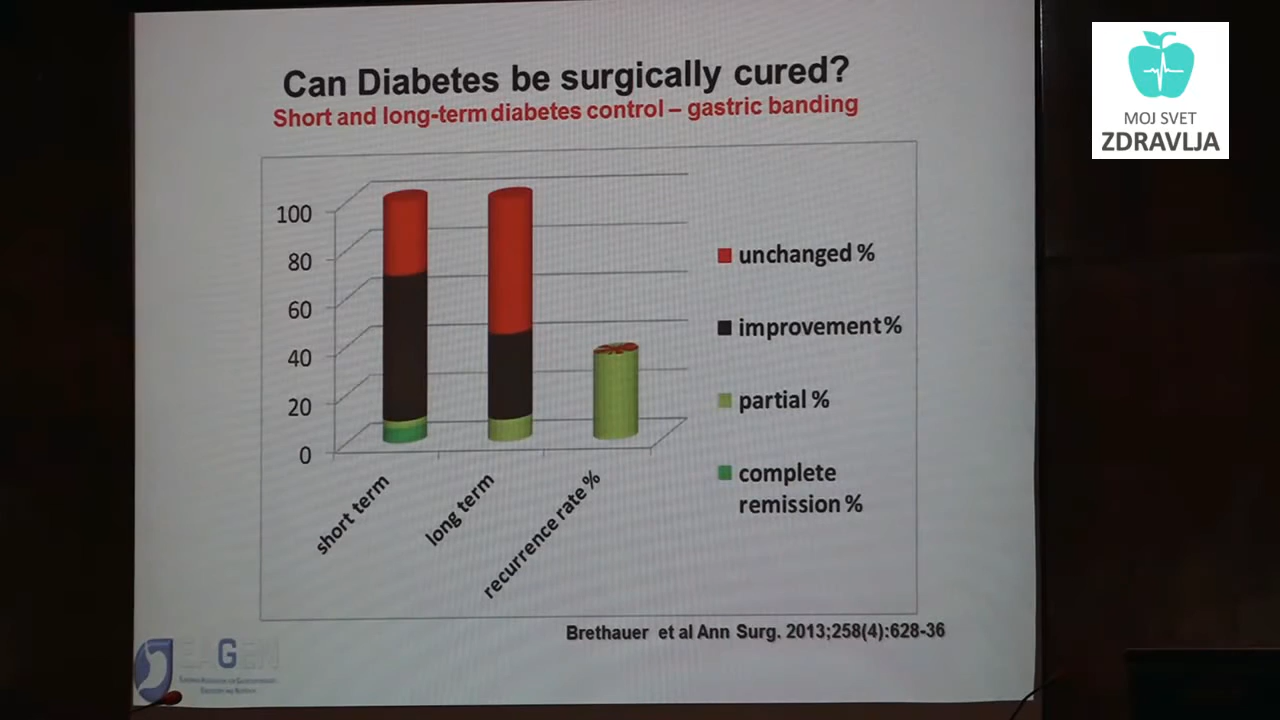 Can Diabetes be surgically cured?
Short and long-term diabetes control – gastric banding
MOJ SVET
ZDRAVLJA
100
80
60
40
20
0
short term
long term
recurrence rate %
unchanged %
improvement%
partial %
complete
remission %
Brethauer et al Ann Surg. 2013;258(4):628-36